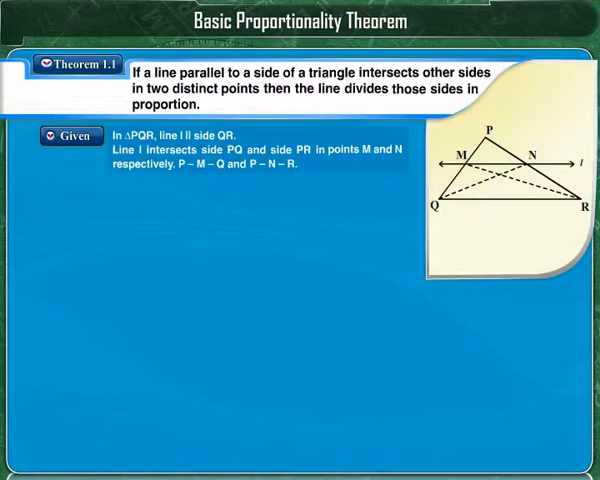 Basic Proportionality Theorem
Theorem 1.1
If a line parallel to a side of a triangle intersects other sides
in two distinct points then the line divides those sides in
proportion.
Given
In ΔPQR, line l ll side QR.
Line l intersects side PQ and side PR in points M and N
respectively. P – M – Q and P – N – R.
P
M
N
l
Q
R